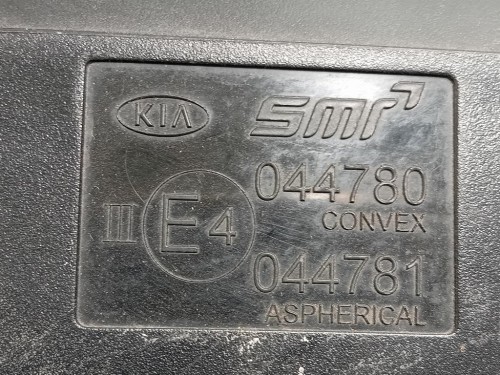 KIA smr
044780
CONVEX
III E4
044781
ASPHERICAL